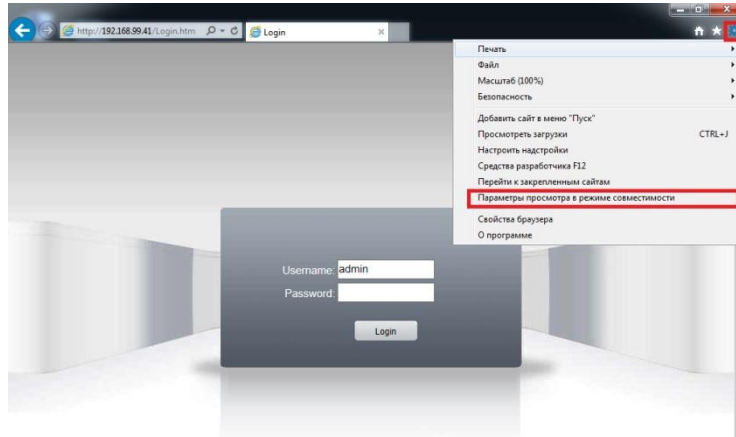 http://192.168.99.41/Login.htm
Login
Печать
Файл
Масштаб (100%)
Безопасность
Добавить сайт в меню "Пуск"
Просмотреть загрузки CTRL+J
Настроить надстройки
Средства разработчика F12
Перейти к закрепленным сайтам
Параметры просмотра в режиме совместимости
Свойства браузера
О программе
Username: admin
Password:
Login